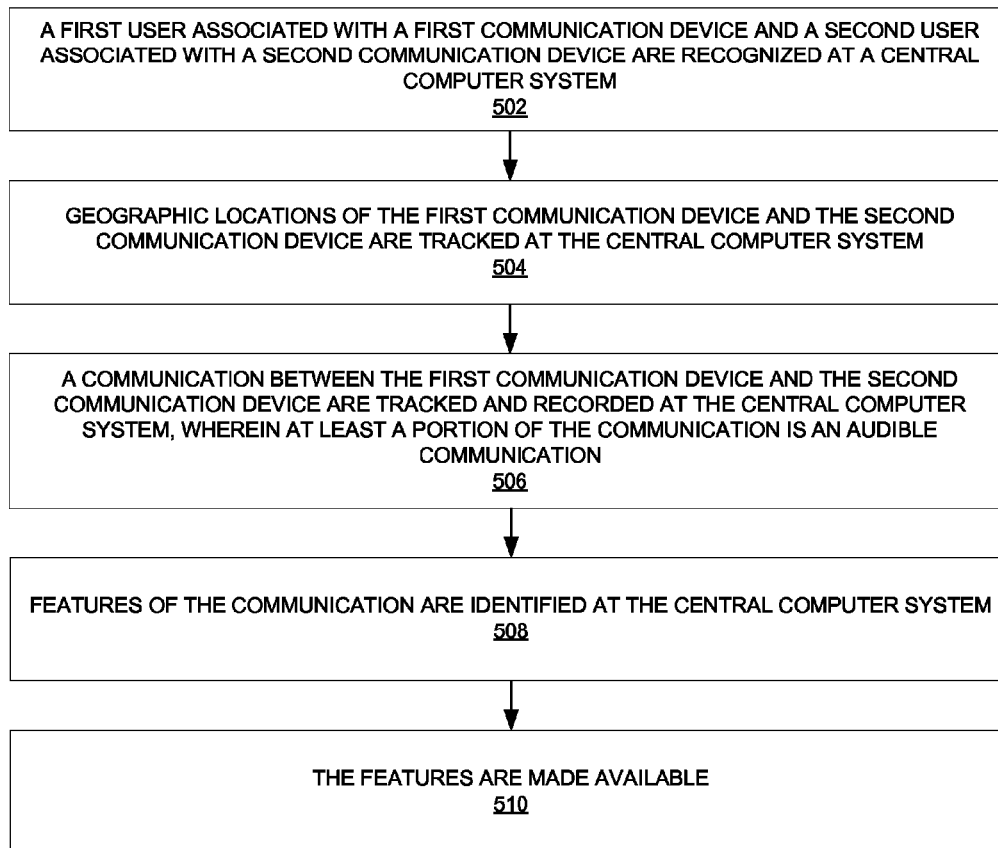 A FIRST USER ASSOCIATED WITH A FIRST COMMUNICATION DEVICE AND A SECOND USER
ASSOCIATED WITH A SECOND COMMUNICATION DEVICE ARE RECOGNIZED AT A CENTRAL
COMPUTER SYSTEM
502
GEOGRAPHIC LOCATIONS OF THE FIRST COMMUNICATION DEVICE AND THE SECOND
COMMUNICATION DEVICE ARE TRACKED AT THE CENTRAL COMPUTER SYSTEM
504
A COMMUNICATION BETWEEN THE FIRST COMMUNICATION DEVICE AND THE SECOND
COMMUNICATION DEVICE ARE TRACKED AND RECORDED AT THE CENTRAL COMPUTER
SYSTEM, WHEREIN AT LEAST A PORTION OF THE COMMUNICATION IS AN AUDIBLE
COMMUNICATION
506
FEATURES OF THE COMMUNICATION ARE IDENTIFIED AT THE CENTRAL COMPUTER SYSTEM
508
THE FEATURES ARE MADE AVAILABLE
510